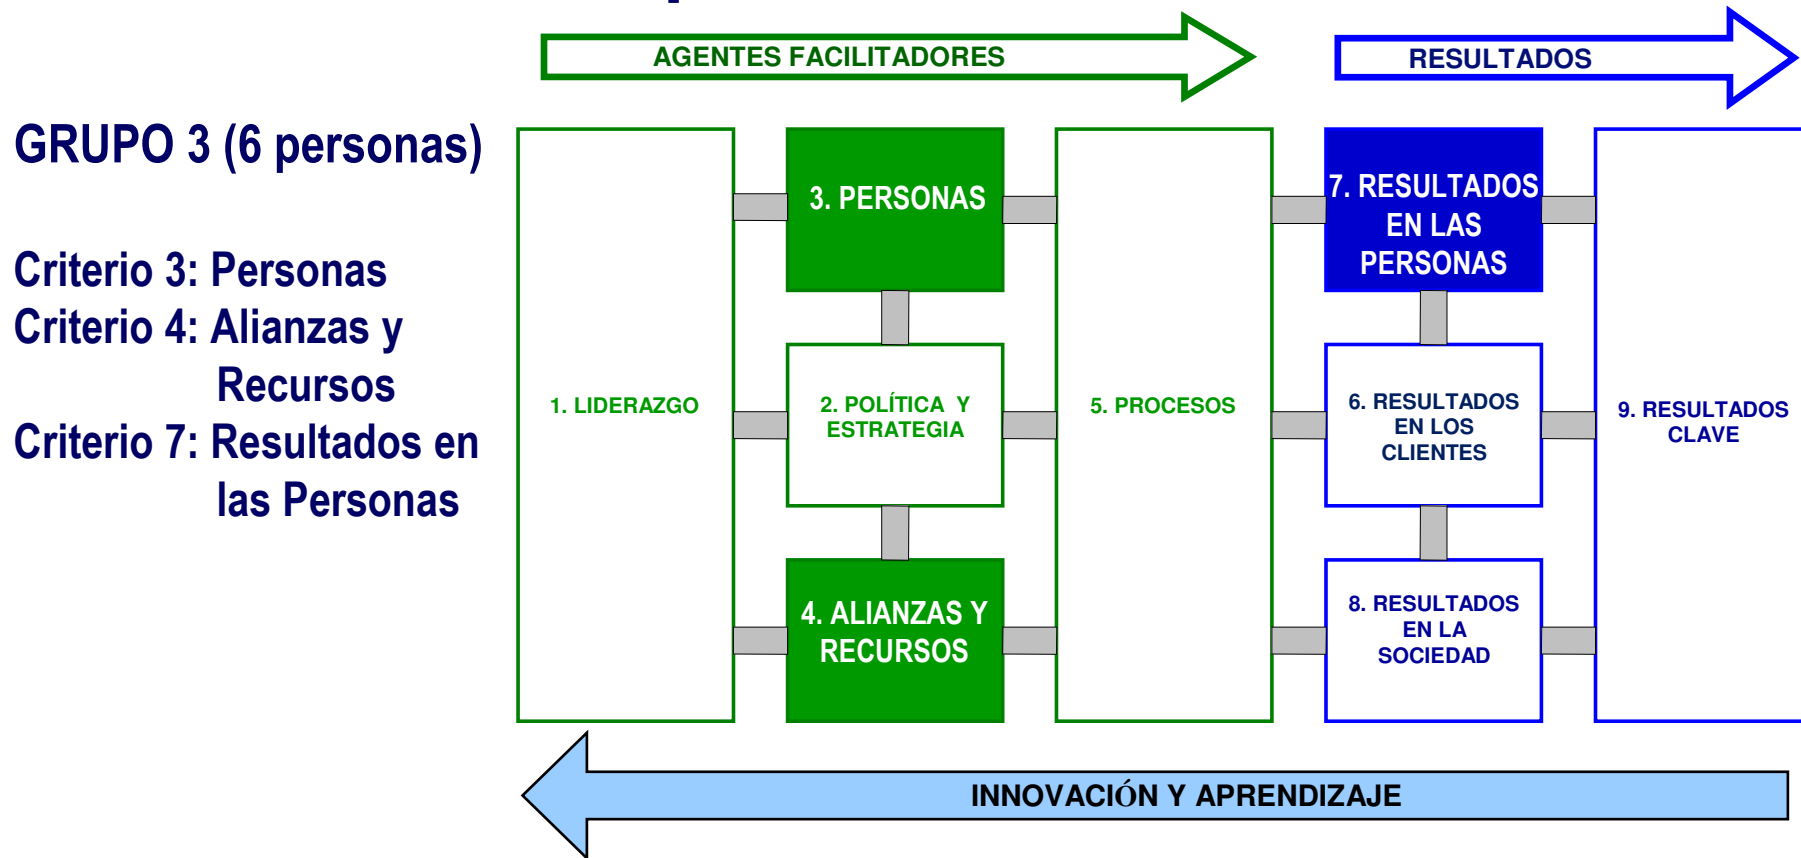 AGENTES FACILITADORES
RESULTADOS
GRUPO 3 (6 personas)
Criterio 3: Personas
Criterio 4: Alianzas y
Recursos
Criterio 7: Resultados en
las Personas
1. LIDERAZGO
3. PERSONAS
2. POLÍTICA Y
ESTRATEGIA
4. ALIANZAS Y
RECURSOS
5. PROCESOS
7. RESULTADOS
EN LAS
PERSONAS
6. RESULTADOS
EN LOS
CLIENTES
8. RESULTADOS
EN LA
SOCIEDAD
9. RESULTADOS
CLAVE
INNOVACIÓN Y APRENDIZAJE